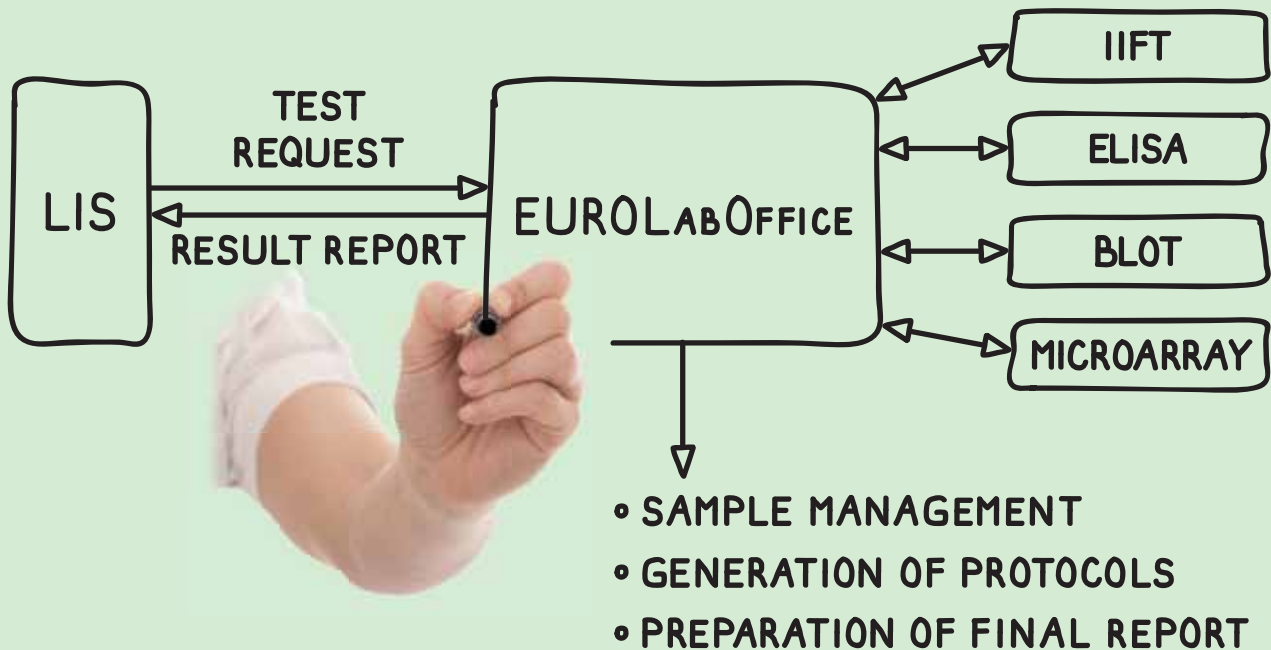 IIFT
TEST
REQUEST
ELISA
LIS
EUROLABOFFICE
RESULT REPORT
BLOT
MICROARRAY
• SAMPLE MANAGEMENT
• GENERATION OF PROTOCOLS
• PREPARATION OF FINAL REPORT